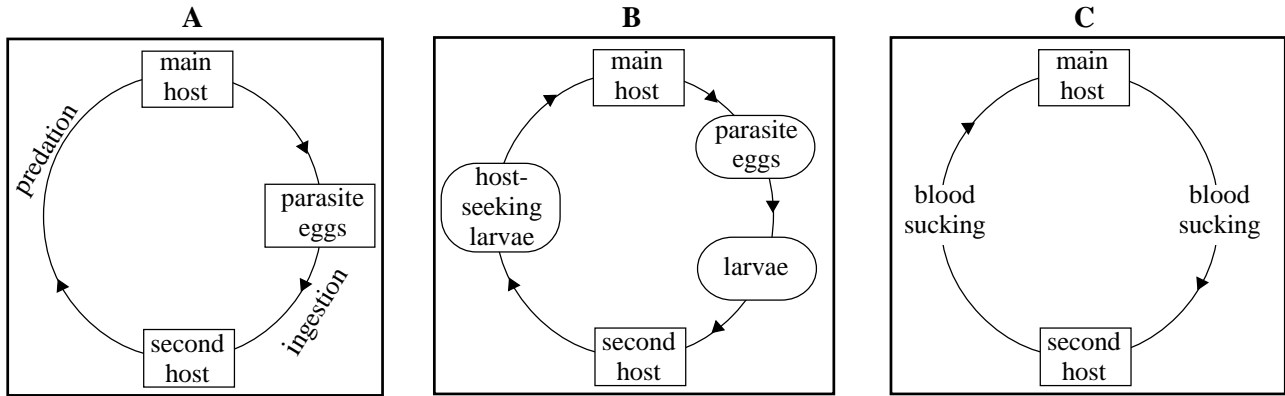 A
main
host
predation
parasite
eggs
ingestion
second
host
B
main
host
parasite
eggs
host-
seeking
larvae
larvae
second
host
C
main
host
blood
sucking
blood
sucking
second
host